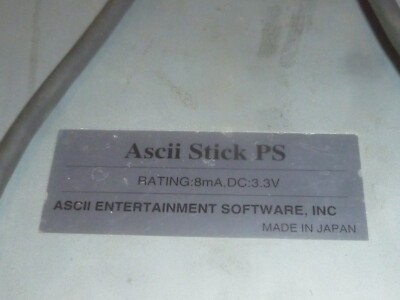 Ascii Stick PS
RATING:8mA,DC:3.3V
ASCII ENTERTAINMENT SOFTWARE, INC
MADE IN JAPAN